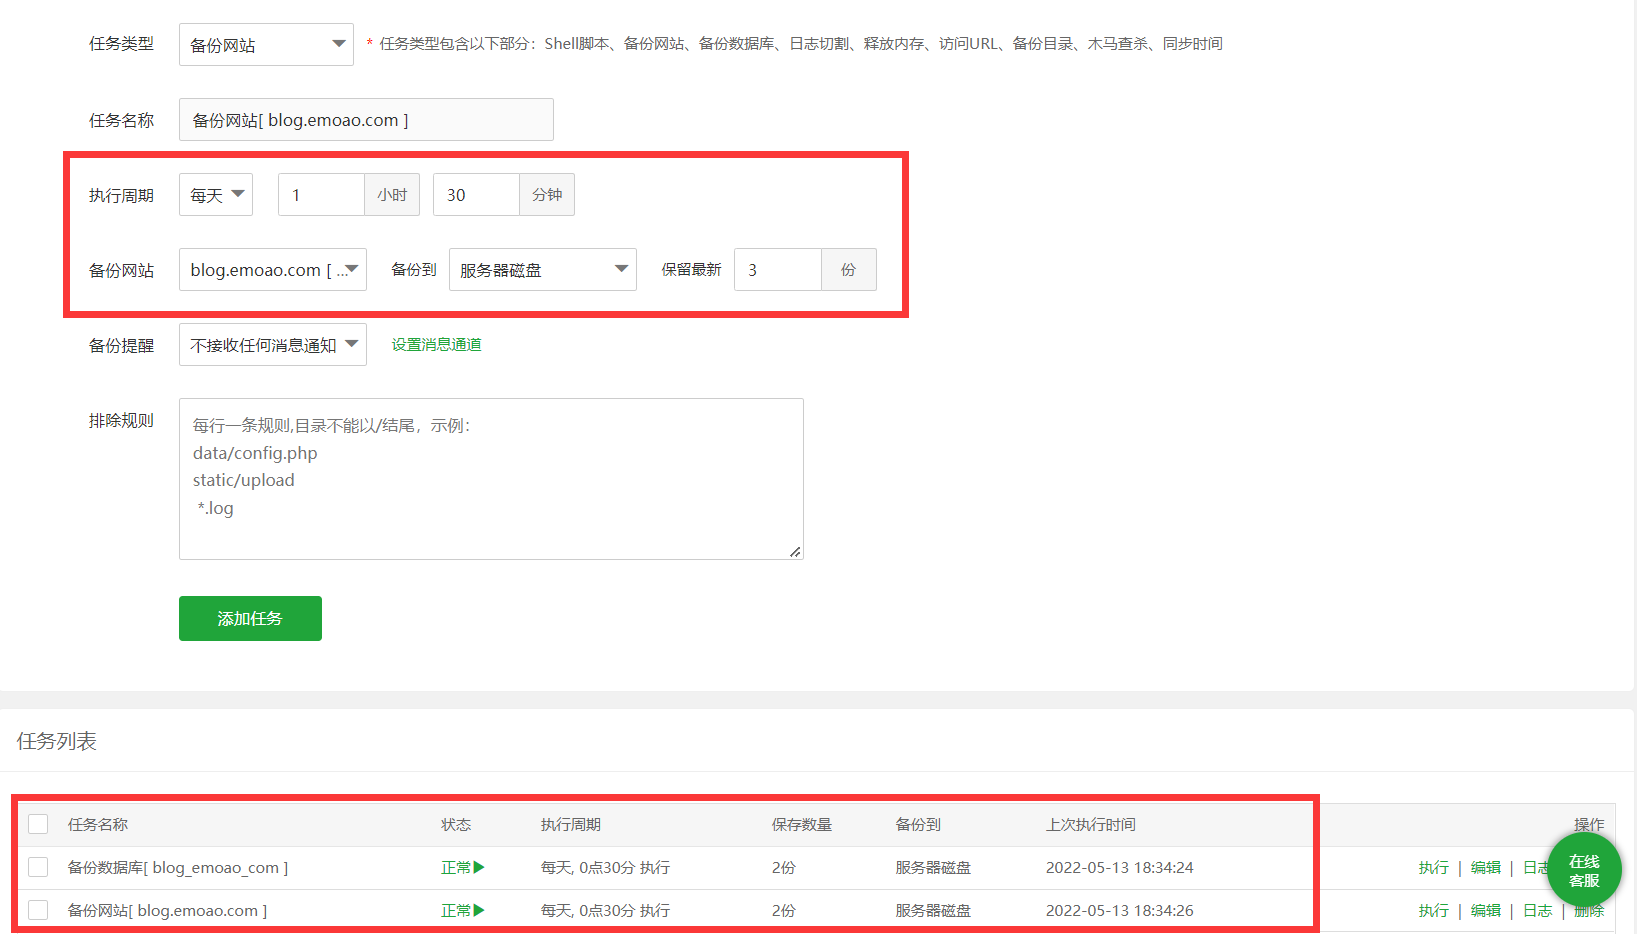 任务类型 备份网站 * 任务类型包含以下部分：Shell脚本、备份网站、备份数据库、日志切割、释放内存、访问URL、备份目录、木马查杀、同步时间
任务名称 备份网站[ blog.emoao.com ]
执行周期 每天 1 小时 30 分钟
备份网站 blog.emoao.com [ ... 备份到 服务器磁盘 保留最新 3 份
备份提醒 不接收任何消息通知 设置消息通道
排除规则 每行一条规则,目录不能以/结尾，示例：
data/config.php
static/upload
*.log
添加任务
任务列表
任务名称 状态 执行周期 保存数量 备份到 上次执行时间 操作
备份数据库[ blog_emoao_com ] 正常 每天, 0点30分 执行 2份 服务器磁盘 2022-05-13 18:34:24 执行 | 编辑 | 日志
备份网站[ blog.emoao.com ] 正常 每天, 0点30分 执行 2份 服务器磁盘 2022-05-13 18:34:26 执行 | 编辑 | 日志 | 删除
在线
客服